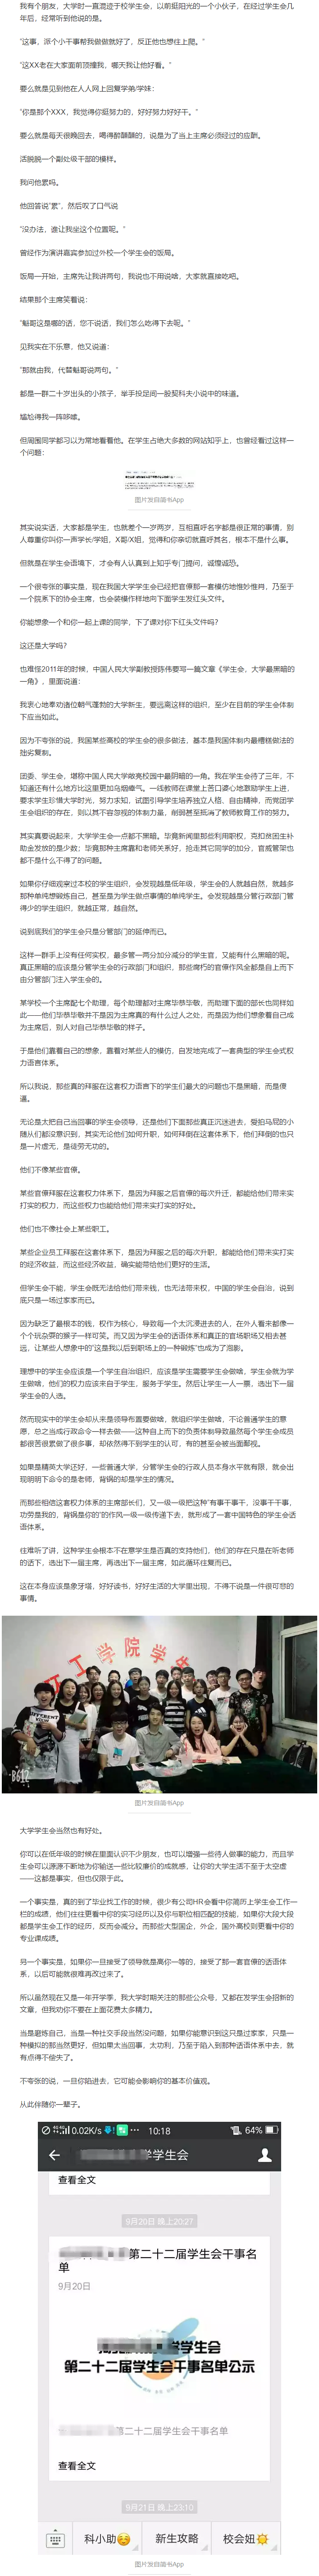 我有个朋友，大学时一直混迹于校学生会，以前挺阳光的一个小伙子，在经过学生会几
年后，经常听到他说的是。
“这事，派个小干事帮我做做就好了，反正他也想往上爬。”
“这XX老在大家面前顶撞我，哪天我让他好看。”
要么就是见到他在人人网上回复学弟/学妹：
“你是那个XXX，我觉得你挺努力的，好好努力好好干。”
要么就是每天很晚回去，喝得醉醺醺的，说是为了当上主席必须经过的应酬。
活脱脱一个副处级干部的模样。
我问他累吗。
他回答说“累”，然后叹了口气说
“没办法，谁让我坐这个位置呢。”
曾经作为演讲嘉宾参加过外校一个学生会的饭局。
饭局一开始，主席先让我讲两句，我说也不用说啥，大家就直接吃吧。
结果那个主席笑着说：
“魁哥这是哪的话，您不说话，我们怎么吃得下去呢。”
见我实在不乐意，他又说道：
“那就由我，代替魁哥说两句。”
都是一群二十岁出头的小孩子，举手投足间一股契科夫小说中的味道。
尴尬得我一阵哆嗦。
但周围同学都习以为常地看着他。在学生占绝大多数的网站知乎上，也曾经看过这样一
个问题：
图片发自简书App
其实说实话，大家都是学生，也就差个一岁两岁，互相直呼名字都是很正常的事情，别
人尊重你叫你一声学长/学姐，X哥/X姐，觉得和你亲切就直呼其名，根本不是什么事。
但就是在学生会语境下，才会有人认真到上知乎专门提问，诚惶诚恐。
一个很夸张的事实是，现在我国大学学生会已经把官僚那一套模仿地惟妙惟肖，乃至于
一个院系下的协会主席，也会装模作样地向下面学生发红头文件。
你能想象一个和你一起上课的同学，下了课对你下红头文件吗？
这还是大学吗？
也难怪2011年的时候，中国人民大学副教授陈伟要写一篇文章《学生会，大学最黑暗的
一角》，里面说道：
我衷心地奉劝诸位朝气蓬勃的大学新生，要远离这样的组织，至少在目前的学生会体制
下应当如此。
因为不夸张的说，我国某些高校的学生会的很多做法，基本是我国体制内最糟糕做法的
拙劣复制。
团委、学生会，堪称中国人民大学敞亮校园中最阴暗的一角。我在学生会待了三年，不
知道还有什么地方比这里更加乌烟瘴气。一线教师在课堂上苦口婆心地激励学生上进，
要求学生珍惜大学时光，努力求知，试图引导学生培养独立人格、自由精神，而党团学
生会组织的存在，则以其不容忽视的体制力量，削弱甚至抵消了教师教育工作的努力。
其实真要说起来，大学学生会一点都不黑暗。毕竟新闻里那些利用职权，克扣贫困生补
助金发放的是少数；毕竟那种主席靠和老师关系好，抢走其它同学的加分，官威管架也
都不是什么不得了的问题。
如果你仔细观察过本校的学生组织，会发现越是低年级，学生会的人就越自然，就越多
那种单纯想锻炼自己，甚至是为学生做点事情的单纯学生。会发现越是分管行政部门管
得少的学生组织，就越正常，越自然。
说到底我们的学生会只是分管部门的延伸而已。
这样一群手上没有任何实权，最多管一两分加分减分的学生官，又能有什么黑暗的呢。
真正黑暗的应该是分管学生会的行政部门和组织，那些腐朽的官僚作风全都是自上而下
由分管部门注入学生会的。
某学校一个主席配七个助理，每个助理都对主席毕恭毕敬，而助理下面的部长也同样如
此——他们毕恭毕敬并不是因为主席真的有什么过人之处，而是因为他们想象着自己成
为主席后，别人对自己毕恭毕敬的样子。
于是他们靠着自己的想象，靠着对某些人的模仿，自发地完成了一套典型的学生会式权
力语言体系。
所以我说，那些真的拜服在这套权力语言下的学生们最大的问题也不是黑暗，而是傻
逼。
无论是太把自己当回事的学生会领导，还是他们下面那些真正沉迷进去，爱拍马屁的小
随从们都没意识到，其实无论他们如何升职，如何拜倒在这套体系下，他们拜倒的也只
是一片虚无，是徒劳无功的。
他们不像某些官僚。
某些官僚拜服在这套权力体系下，是因为拜服之后官僚的每次升迁，都能给他们带来实
打实的权力，而这些权力也能给他们带来实打实的好处。
他们也不像社会上某些职工。
某些企业员工拜服在这套体系下，是因为拜服之后的每次升职，都能给他们带来实打实
的经济收益，而这些经济收益，确实能带给他们更好的生活。
但学生会不能，学生会既无法给他们带来钱，也无法带来权，中国的学生会自治，说到
底只是一场过家家而已。
因为缺乏了最根本的钱，权作为核心，导致每一个太沉浸进去的人，在外人看来都像一
个个玩杂耍的猴子一样可笑。而又因为学生会的话语体系和真正的官场职场又相去甚
远，让某些人想象中的“这是我以后到职场上的一种锻炼”也成为了泡影。
理想中的学生会应该是一个学生自治组织，应该是学生需要学生会做啥，学生会就为学
生做啥，他们的权力应该来自于学生，服务于学生。然后让学生一人一票，选出下一届
学生会的人选。
然而现实中的学生会却从来是领导布置要做啥，就组织学生做啥，不论普通学生的意
愿，总之当成行政命令一样去做——这种自上而下的负责体制导致虽然每个学生会成员
都很苦很累做了很多事，却依然得不到学生的认可，有的甚至会被当面鄙视。
如果是精英大学还好，一些普通大学，分管学生会的行政人员本身水平就有限，就会出
现明明下命令的是老师，背锅的却是学生的情况。
而那些相信这套权力体系的主席部长们，又一级一级把这种“有事干事干，没事干干事，
功劳是我的，背锅是你的”的作风一级一级传递下去，就形成了一套中国特色的学生会话
语体系。
往难听了讲，这种学生会根本不在意学生是否真的支持他们，他们的存在只是在听老师
的话下，选出下一届主席，再选出下一届主席，如此循环往复而已。
这在本身应该是象牙塔，好好读书，好好生活的大学里出现，不得不说是一件很可悲的
事情。
工学院学生
B612
图片发自简书App
大学学生会当然也有好处。
你可以在低年级的时候在里面认识不少朋友，也可以增强一些待人做事的能力，而且学
生会可以源源不断地为你输送一些比较廉价的成就感，让你的大学生活不至于太空虚
——这都是事实，但也仅限于此。
一个事实是，真的到了毕业找工作的时候，很少有公司HR会看中你简历上学生会工作一
栏的成绩，他们往往更看中你的实习经历以及你与职位相匹配的技能，如果你大段大段
都是学生会工作的经历，反而会减分。而那些大型国企，外企，国外高校则更看中你的
专业课成绩。
另一个事实是，如果你一旦接受了领导就是高你一等的，接受了那一套官僚的话语体
系，以后可能就很难再改过来了。
所以虽然现在又是一年开学季，我大学时期关注的那些公众号，又都在发学生会招新的
文章，但我劝你不要在上面花费太多精力。
当是磨炼自己，当是一种社交手段当然没问题，如果你能意识到这只是过家家，只是一
种模拟的那当然更好，但如果太当回事，太功利，乃至于陷入到那种话语体系中去，就
有点得不偿失了。
不夸张的说，一旦你陷进去，它可能会影响你的基本价值观。
从此伴随你一辈子。
0.02K/s 10:18 64%
学学生会
查看全文
9月20日 晚上20:27
第二十二届学生会干事名
单
9月20日
学生会
第二十二届学生会干事名单公示
第二十二届学生会干事名单
查看全文
9月21日 晚上23:10
科小助 新生攻略 校会妞
图片发自简书App